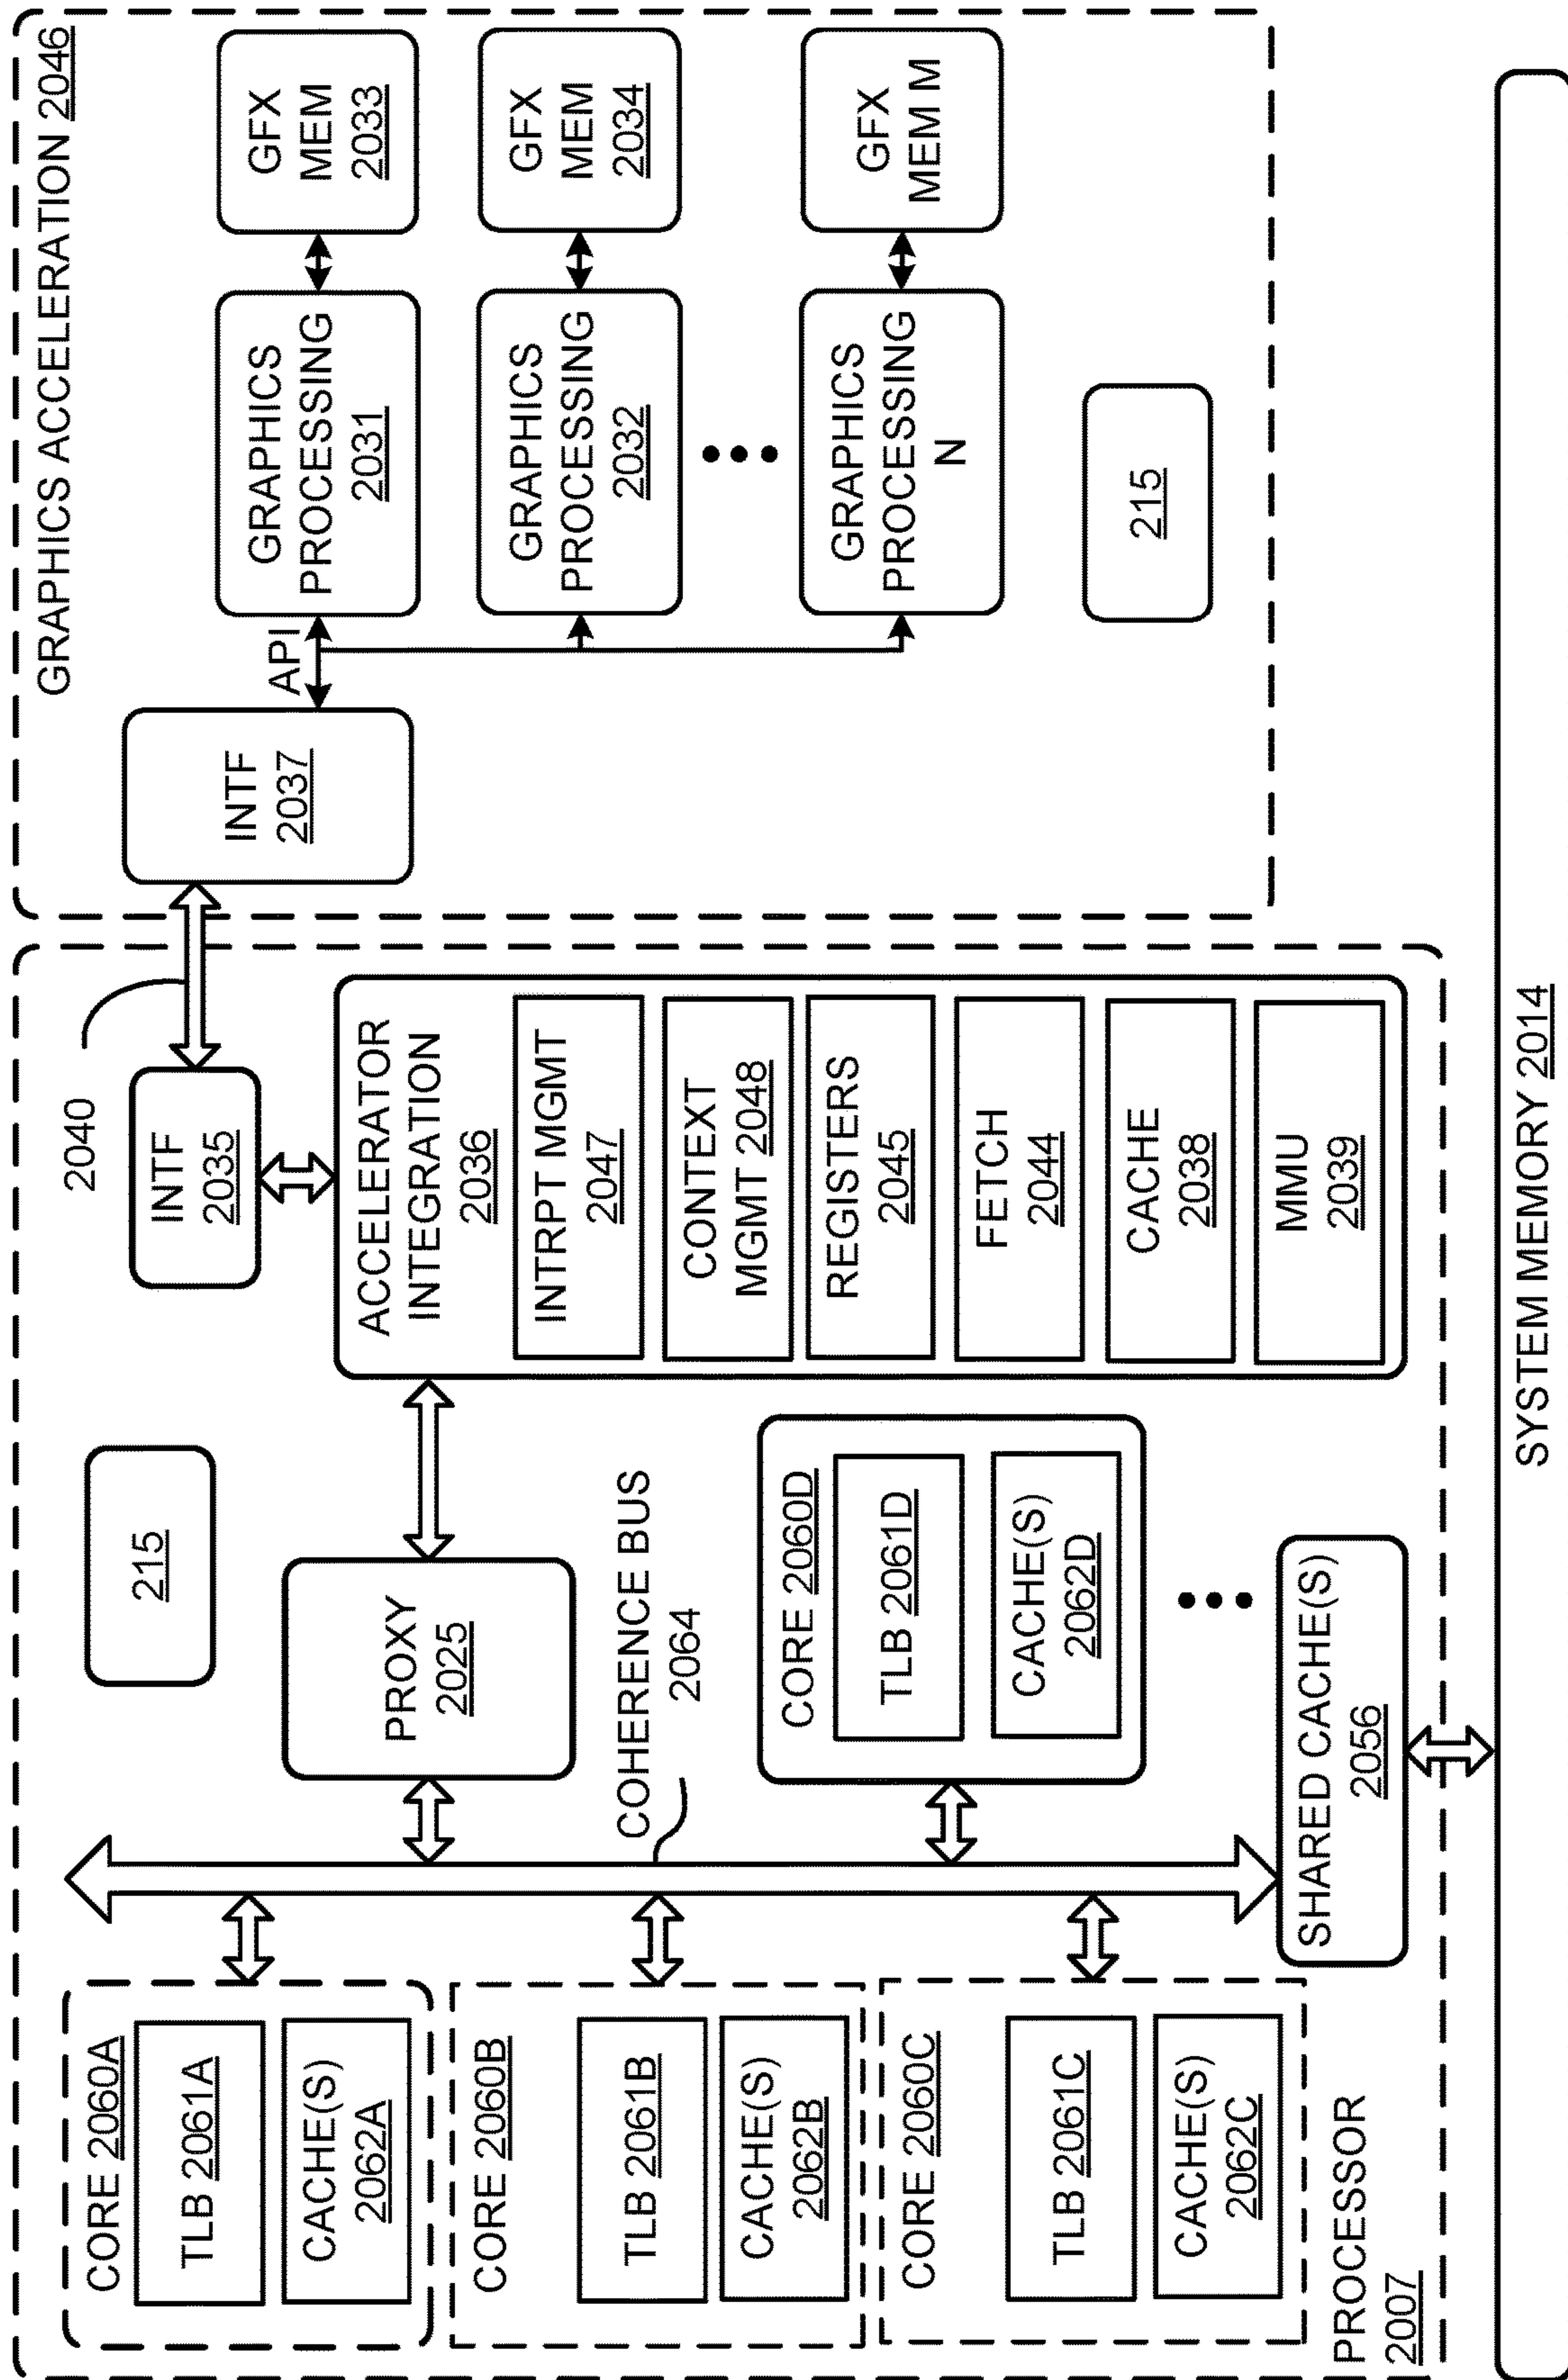 CORE 2060A
TLB 2061A
CACHE(S)
2062A
CORE 2060B
TLB 2061B
CACHE(S)
2062B
CORE 2060C
TLB 2061C
CACHE(S)
2062C
PROCESSOR
2007
215
PROXY
2025
COHERENCE BUS
2064
CORE 2060D
TLB 2061D
CACHE(S)
2062D
SHARED CACHE(S)
2056
2040
INTF
2035
ACCELERATOR
INTEGRATION
2036
INTRPT MGMT
2047
CONTEXT
MGMT 2048
REGISTERS
2045
FETCH
2044
CACHE
2038
MMU
2039
GRAPHICS ACCELERATION 2046
INTF
2037
API
GRAPHICS
PROCESSING
2031
GFX
MEM
2033
GRAPHICS
PROCESSING
2032
GFX
MEM
2034
GRAPHICS
PROCESSING
N
GFX
MEM M
215
SYSTEM MEMORY 2014